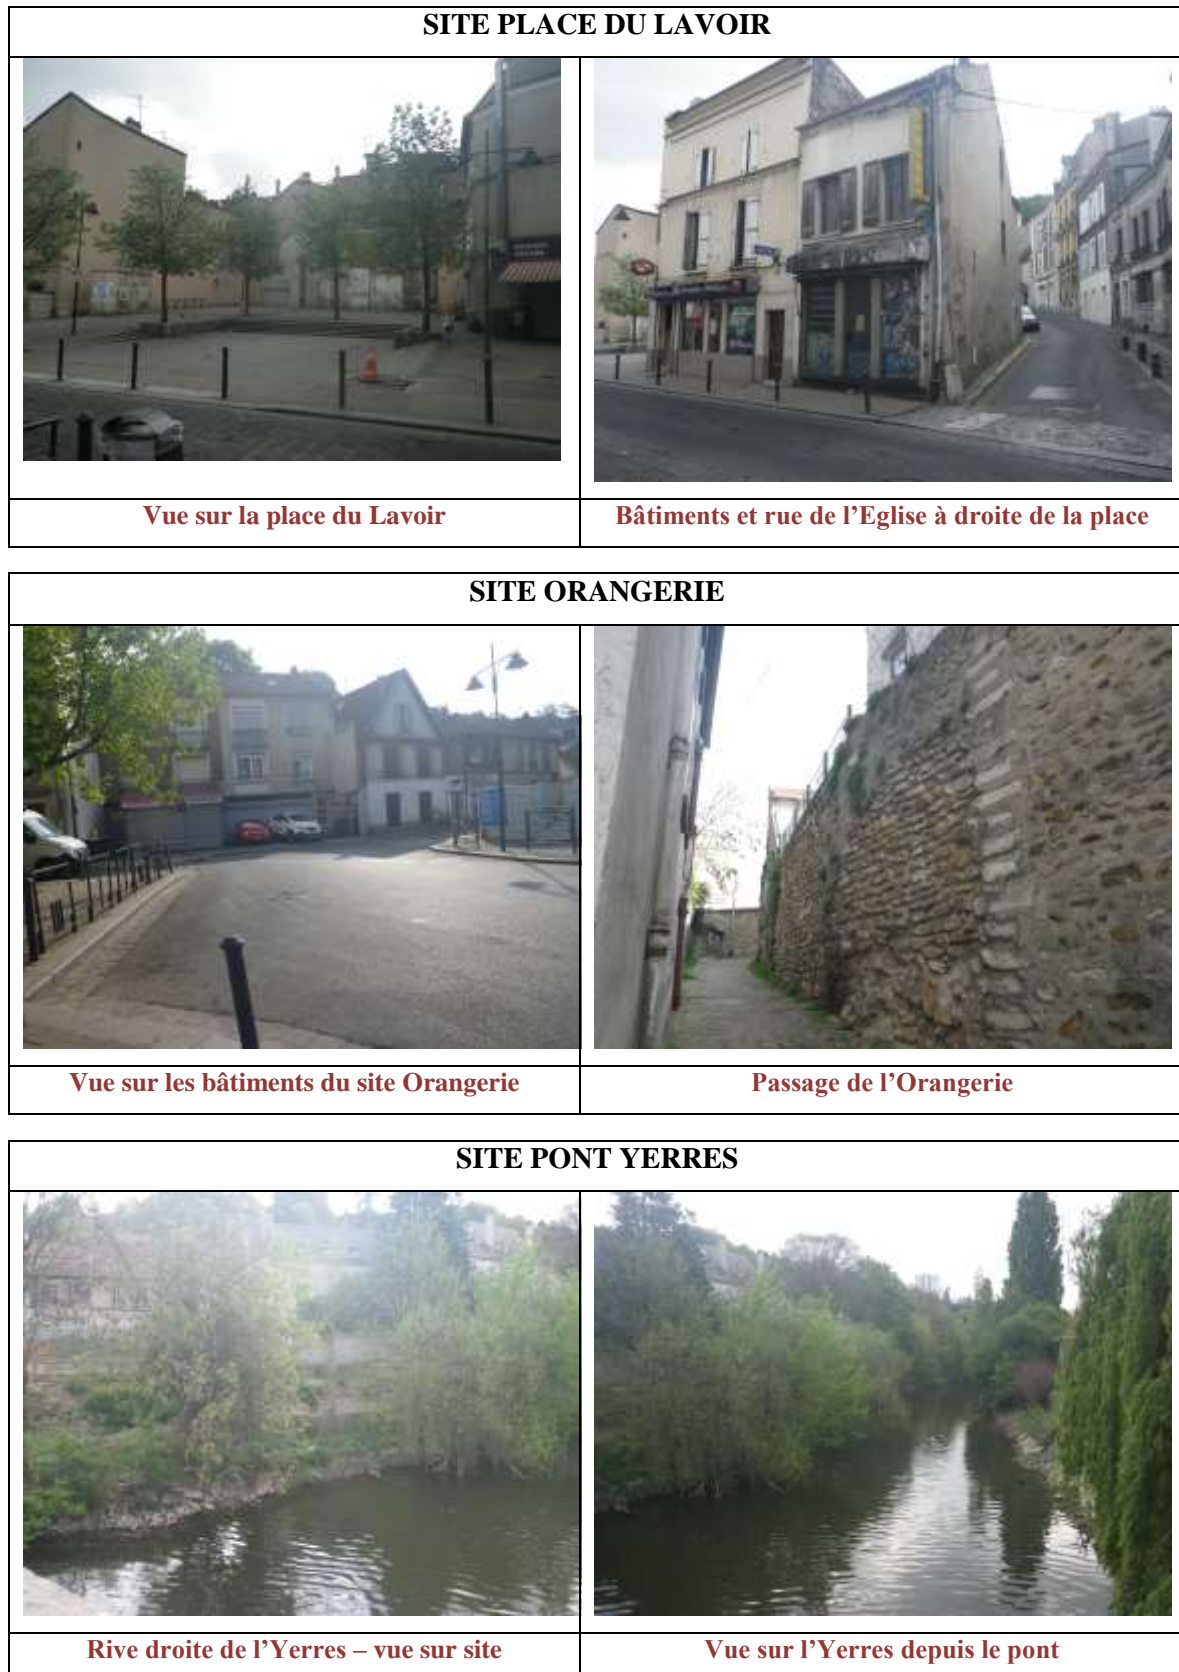 SITE PLACE DU LAVOIR
Vue sur la place du Lavoir
Bâtiments et rue de l’Eglise à droite de la place
SITE ORANGERIE
Vue sur les bâtiments du site Orangerie
Passage de l’Orangerie
SITE PONT YERRES
Rive droite de l’Yerres – vue sur site
Vue sur l’Yerres depuis le pont